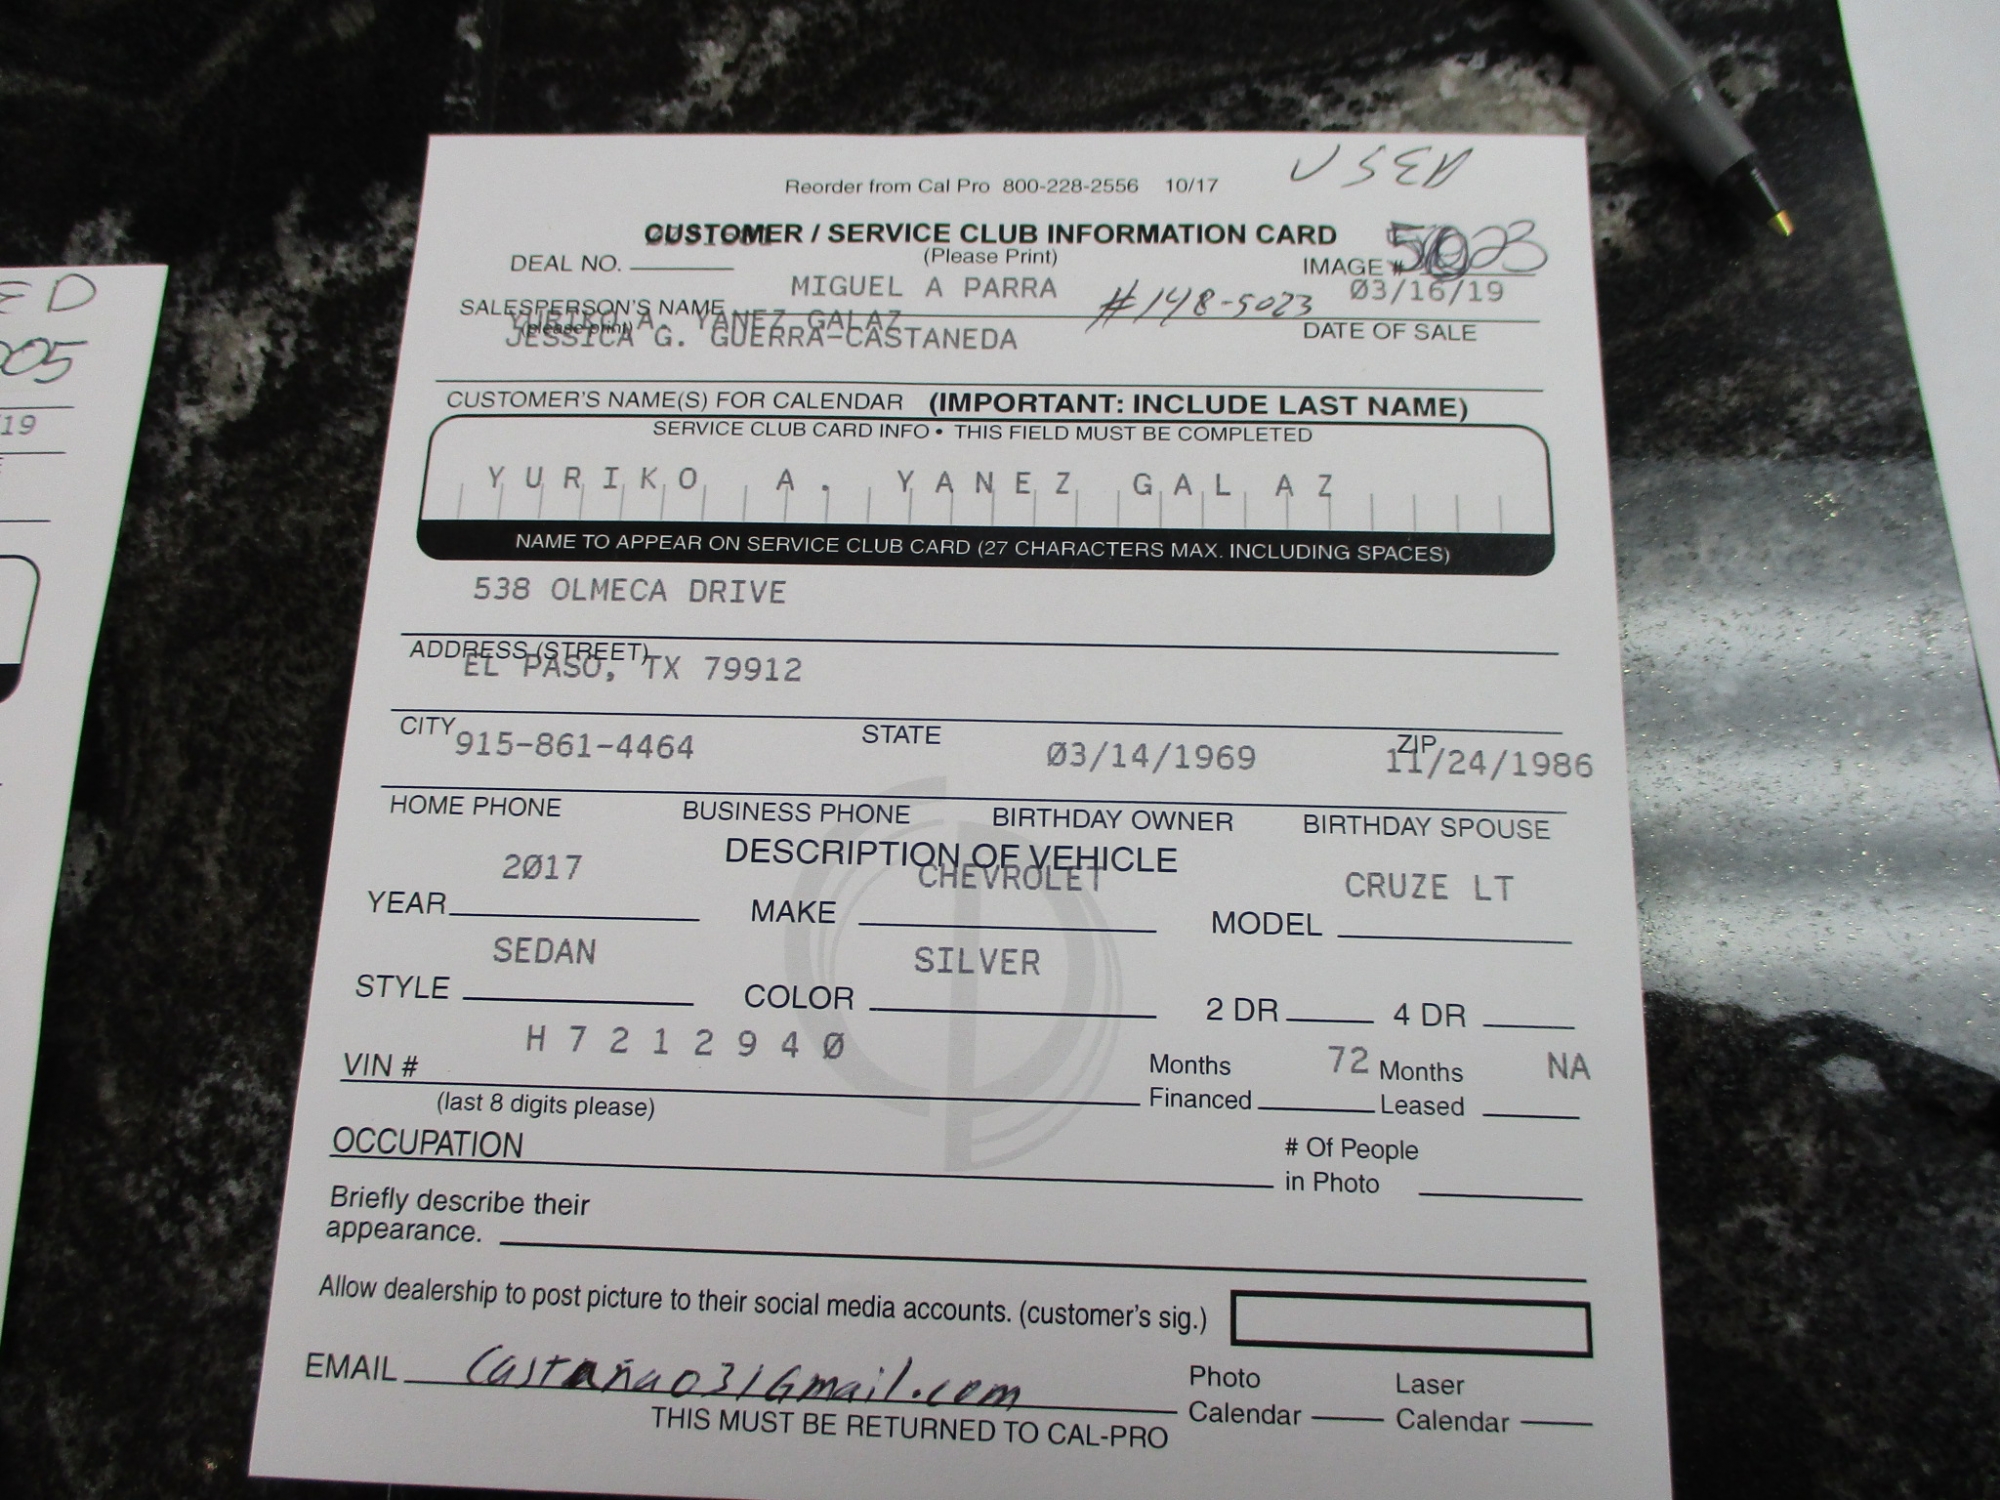 USED
Reorder from Cal Pro 800-228-2556 10/17
CUSTOMER / SERVICE CLUB INFORMATION CARD
(Please Print)
DEAL NO.
IMAGE # 5023
MIGUEL A PARRA #148-5023 03/16/19
SALESPERSON'S NAME
(please print)
DATE OF SALE
YURIKO A. YANEZ GALAZ
JESSICA G. GUERRA-CASTANEDA
CUSTOMER'S NAME(S) FOR CALENDAR (IMPORTANT: INCLUDE LAST NAME)
SERVICE CLUB CARD INFO • THIS FIELD MUST BE COMPLETED
YURIKO A. YANEZ GALAZ
NAME TO APPEAR ON SERVICE CLUB CARD (27 CHARACTERS MAX. INCLUDING SPACES)
538 OLMECA DRIVE
ADDRESS (STREET)
EL PASO, TX 79912
CITY STATE ZIP
915-861-4464 03/14/1969 11/24/1986
HOME PHONE BUSINESS PHONE BIRTHDAY OWNER BIRTHDAY SPOUSE
DESCRIPTION OF VEHICLE
YEAR 2017 MAKE CHEVROLET MODEL CRUZE LT
STYLE SEDAN COLOR SILVER 2 DR 4 DR
VIN # H7212940 Months Financed 72 Months Leased NA
(last 8 digits please)
OCCUPATION
# Of People
in Photo
Briefly describe their
appearance.
Allow dealership to post picture to their social media accounts. (customer's sig.)
EMAIL Castaña031Gmail.com
Photo Calendar Laser Calendar
THIS MUST BE RETURNED TO CAL-PRO
ED
005
19